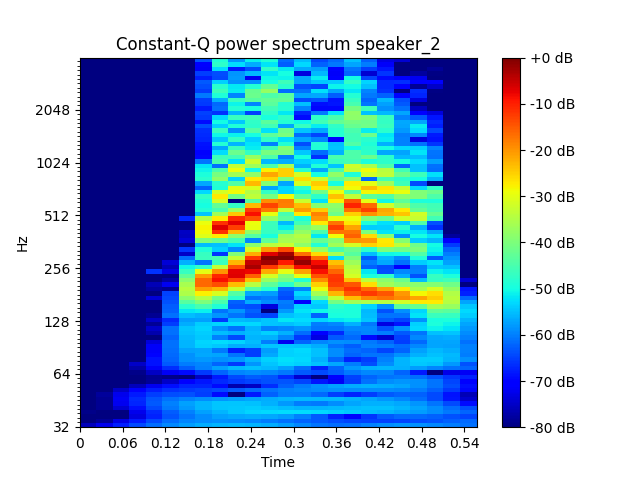 Constant-Q power spectrum speaker_2
Hz
2048
1024
512
256
128
64
32
0 0.06 0.12 0.18 0.24 0.3 0.36 0.42 0.48 0.54
Time
+0 dB
-10 dB
-20 dB
-30 dB
-40 dB
-50 dB
-60 dB
-70 dB
-80 dB